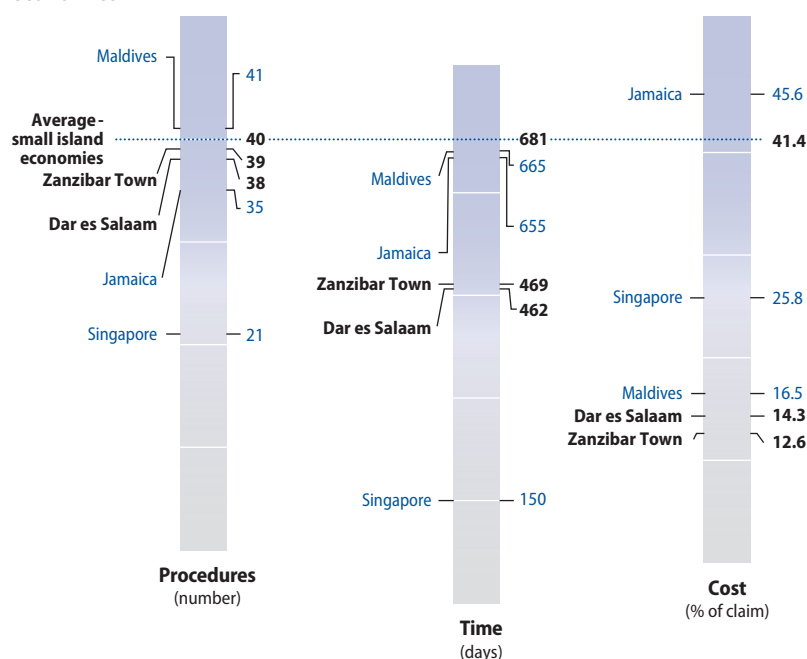 Maldives
41
Average-
small island
economies
40
39
Zanzibar Town
38
35
Dar es Salaam
Jamaica
Singapore
21
Procedures
(number)
681
Maldives
665
655
Jamaica
Zanzibar Town
469
462
Dar es Salaam
Singapore
150
Time
(days)
Jamaica
45.6
41.4
Singapore
25.8
Maldives
16.5
Dar es Salaam
14.3
Zanzibar Town
12.6
Cost
(% of claim)